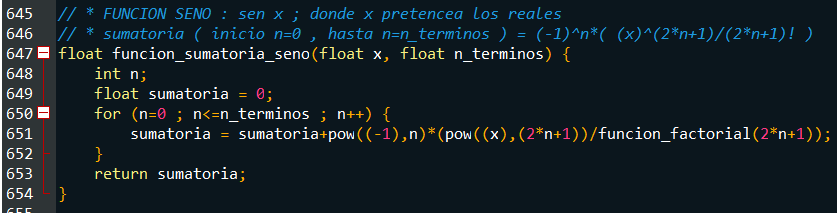 645 // * FUNCION SENO : sen x ; donde x pretencea los reales
646 // * sumatoria ( inicio n=0 , hasta n=n_terminos ) = (-1)^n*( (x)^(2*n+1)/(2*n+1)! )
647 float funcion_sumatoria_seno(float x, float n_terminos) {
648 int n;
649 float sumatoria = 0;
650 for (n=0 ; n<=n_terminos ; n++) {
651 sumatoria = sumatoria+pow((-1),n)*(pow((x),(2*n+1))/funcion_factorial(2*n+1));
652 }
653 return sumatoria;
654 }